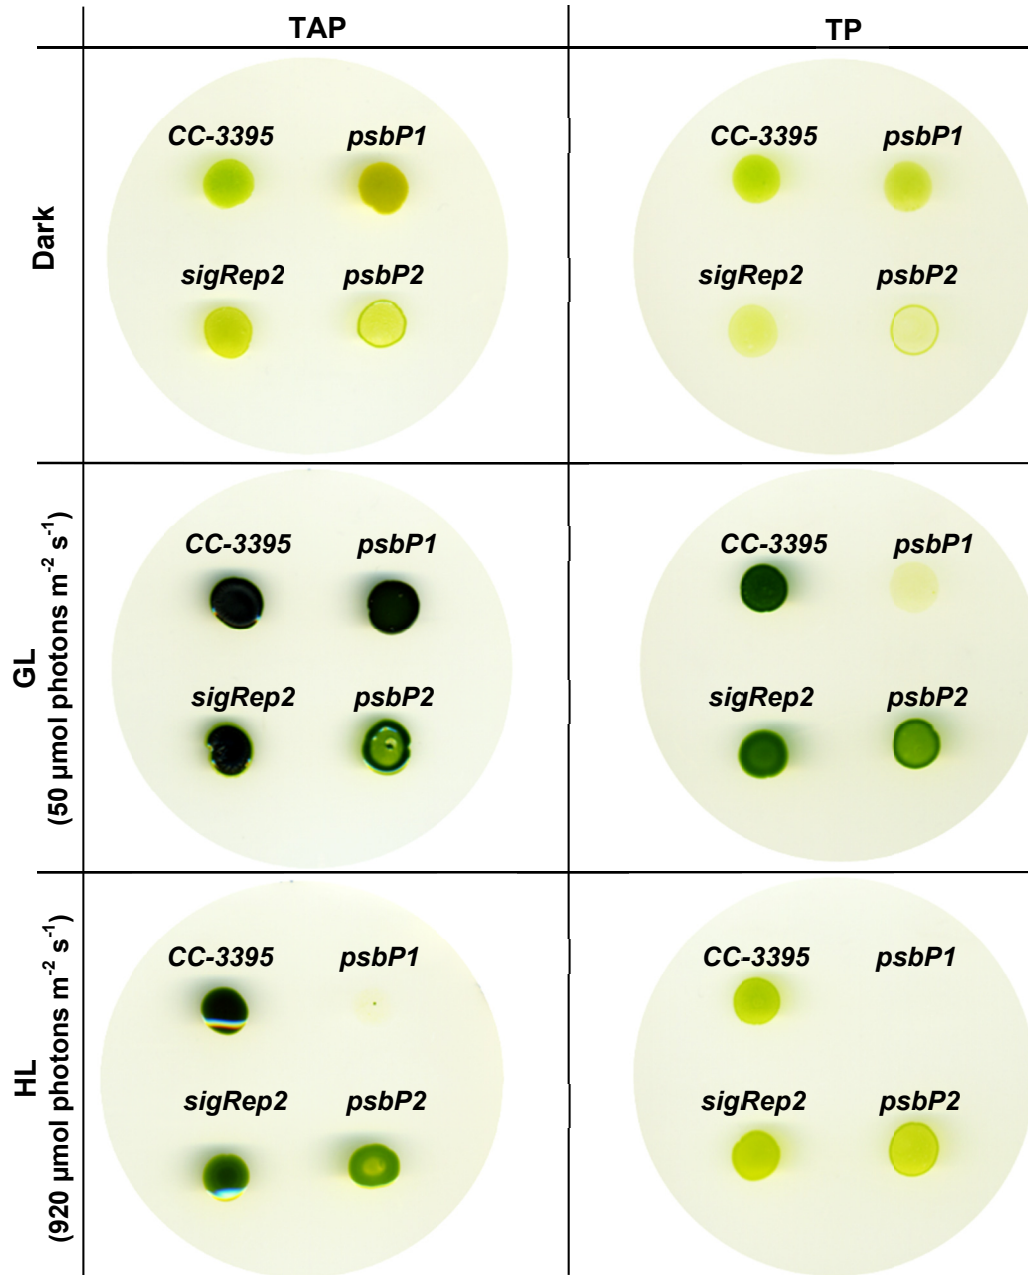 TAP
TP
Dark
CC-3395 psbP1
sigRep2 psbP2
CC-3395 psbP1
sigRep2 psbP2
GL
(50 µmol photons m-2 s-1)
CC-3395 psbP1
sigRep2 psbP2
CC-3395 psbP1
sigRep2 psbP2
HL
(920 µmol photons m-2 s-1)
CC-3395 psbP1
sigRep2 psbP2
CC-3395 psbP1
sigRep2 psbP2